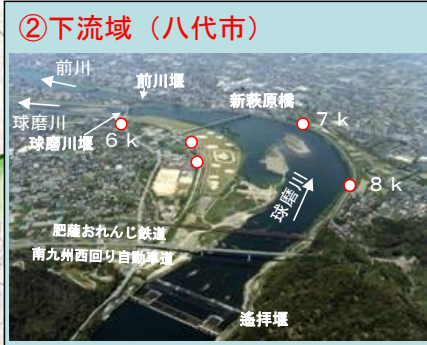 ②下流域（八代市）
前川
前川堰
新萩原橋
球磨川
球磨川堰
６ｋ
７ｋ
８ｋ
球磨川
肥薩おれんじ鉄道
南九州西回り自動車道
遙拝堰